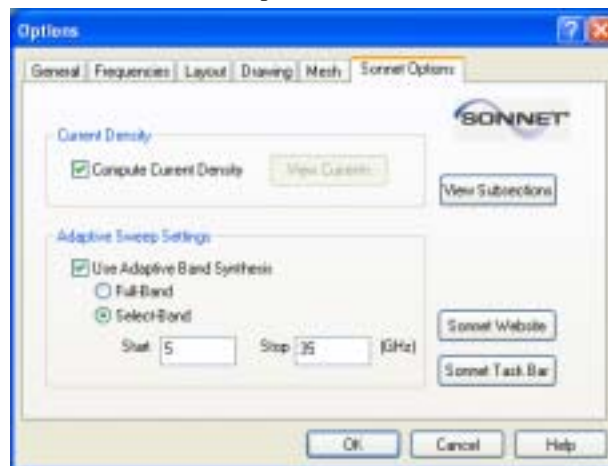 Options
General Frequencies Layout Drawing Mesh Sonnet Options
SONNET
Current Density
Compute Current Density View Currents
View Subsections
Adaptive Sweep Settings
Use Adaptive Band Synthesis
Full-Band
Select-Band
Start 5 Stop 35 (GHz)
Sonnet Website
Sonnet Task Bar
OK Cancel Help